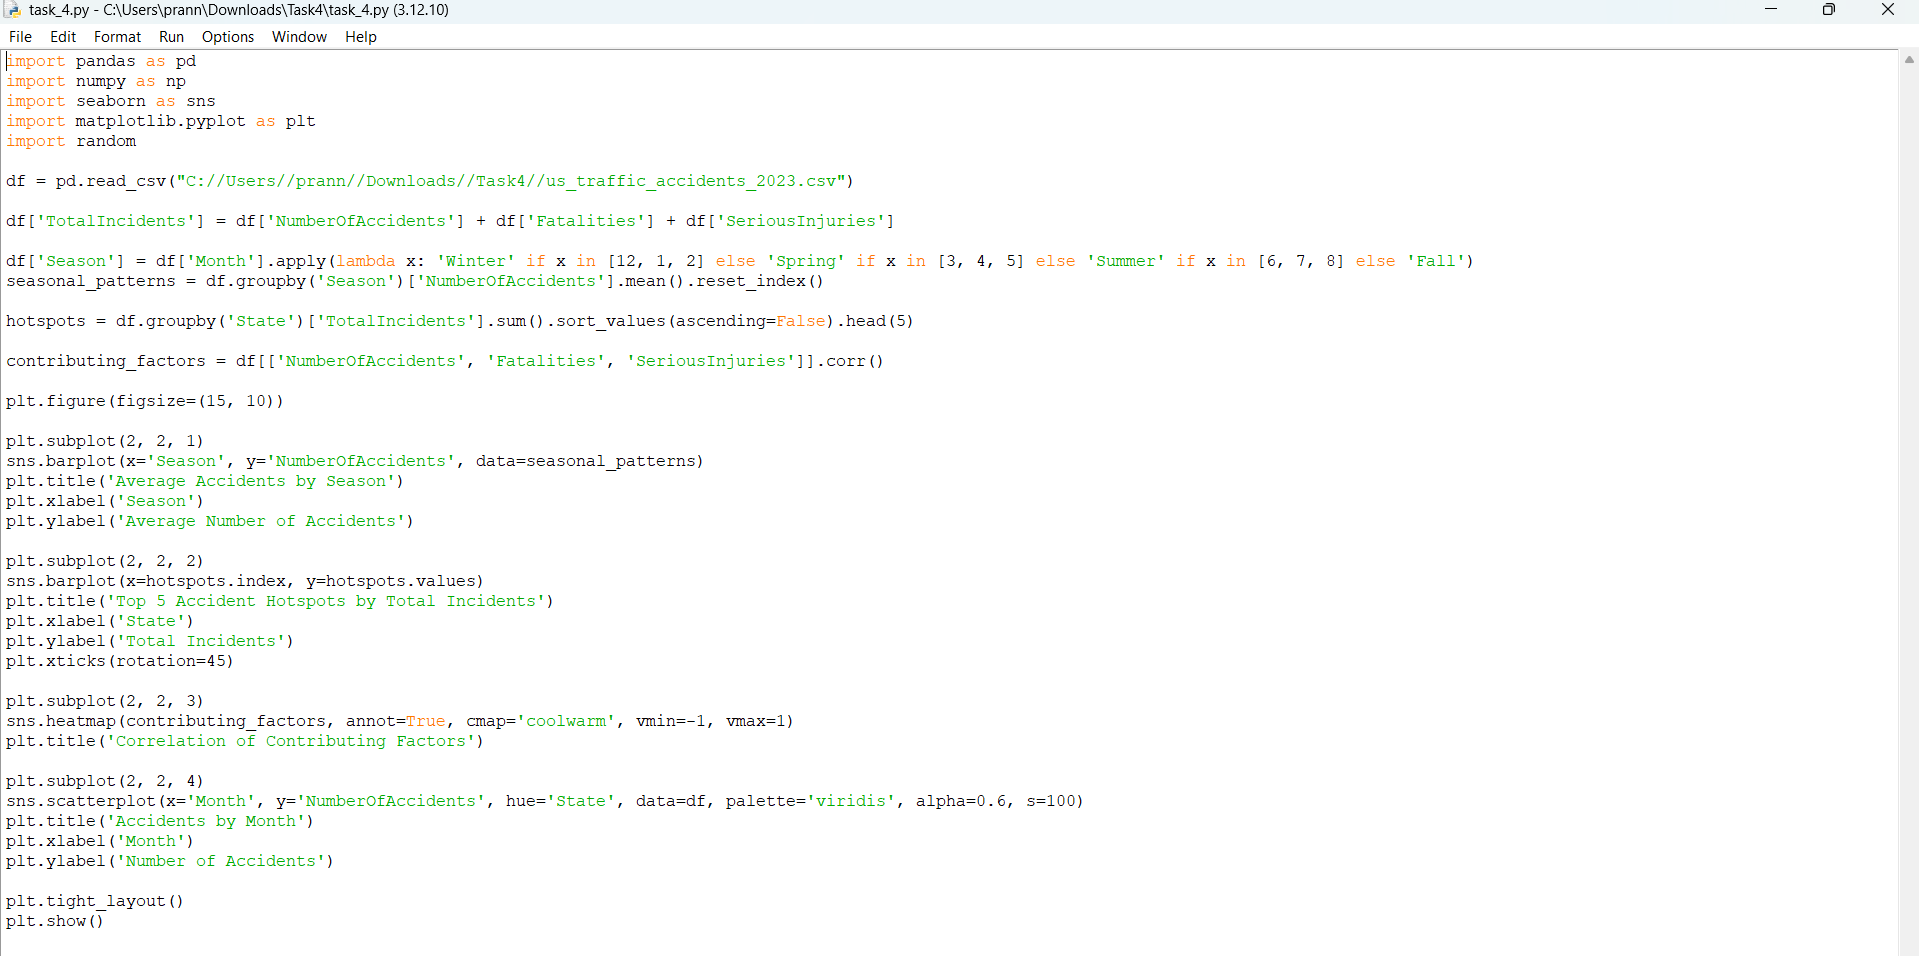 task_4.py - C:\Users\prann\Downloads\Task4\task_4.py (3.12.10)
File Edit Format Run Options Window Help
import pandas as pd
import numpy as np
import seaborn as sns
import matplotlib.pyplot as plt
import random
df = pd.read_csv("C://Users//prann//Downloads//Task4//us_traffic_accidents_2023.csv")
df['TotalIncidents'] = df['NumberOfAccidents'] + df['Fatalities'] + df['SeriousInjuries']
df['Season'] = df['Month'].apply(lambda x: 'Winter' if x in [12, 1, 2] else 'Spring' if x in [3, 4, 5] else 'Summer' if x in [6, 7, 8] else 'Fall')
seasonal_patterns = df.groupby('Season')['NumberOfAccidents'].mean().reset_index()
hotspots = df.groupby('State')['TotalIncidents'].sum().sort_values(ascending=False).head(5)
contributing_factors = df[['NumberOfAccidents', 'Fatalities', 'SeriousInjuries']].corr()
plt.figure(figsize=(15, 10))
plt.subplot(2, 2, 1)
sns.barplot(x='Season', y='NumberOfAccidents', data=seasonal_patterns)
plt.title('Average Accidents by Season')
plt.xlabel('Season')
plt.ylabel('Average Number of Accidents')
plt.subplot(2, 2, 2)
sns.barplot(x=hotspots.index, y=hotspots.values)
plt.title('Top 5 Accident Hotspots by Total Incidents')
plt.xlabel('State')
plt.ylabel('Total Incidents')
plt.xticks(rotation=45)
plt.subplot(2, 2, 3)
sns.heatmap(contributing_factors, annot=True, cmap='coolwarm', vmin=-1, vmax=1)
plt.title('Correlation of Contributing Factors')
plt.subplot(2, 2, 4)
sns.scatterplot(x='Month', y='NumberOfAccidents', hue='State', data=df, palette='viridis', alpha=0.6, s=100)
plt.title('Accidents by Month')
plt.xlabel('Month')
plt.ylabel('Number of Accidents')
plt.tight_layout()
plt.show()